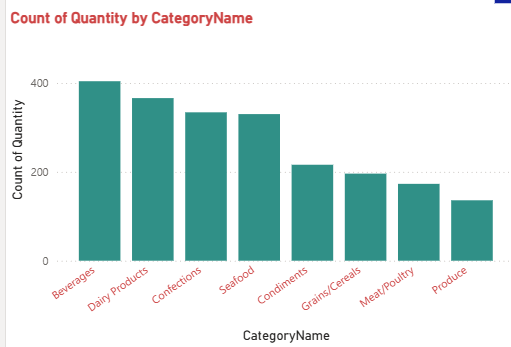 Count of Quantity by CategoryName
Count of Quantity
400
200
0
Beverages
Dairy Products
Confections
Seafood
Condiments
Grains/Cereals
Meat/Poultry
Produce
CategoryName